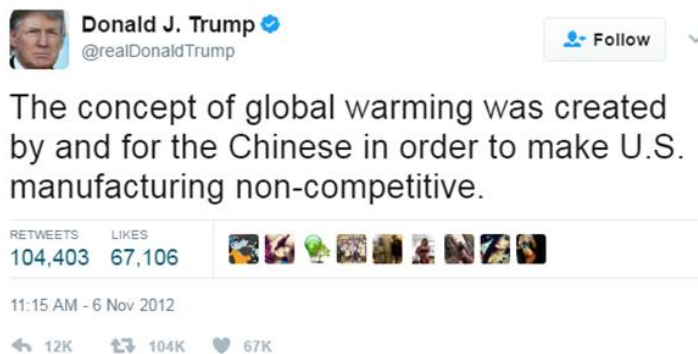 Donald J. Trump
@realDonaldTrump
Follow
The concept of global warming was created
by and for the Chinese in order to make U.S.
manufacturing non-competitive.
RETWEETS LIKES
104,403 67,106
11:15 AM - 6 Nov 2012
12K 104K 67K